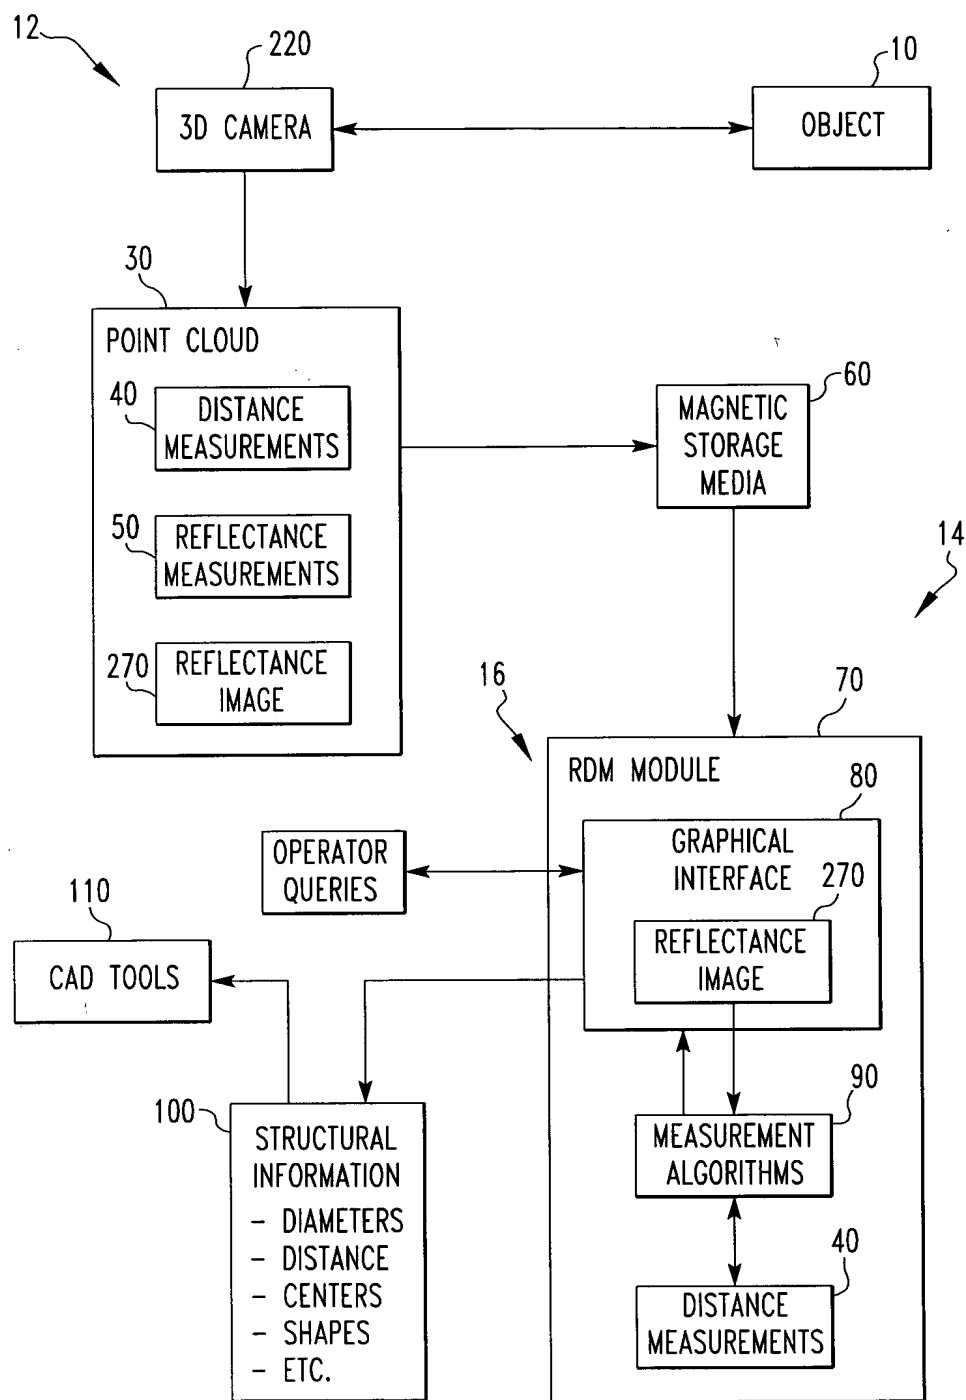 12
220
10
3D CAMERA
OBJECT
30
POINT CLOUD
40
DISTANCE
MEASUREMENTS
50
REFLECTANCE
MEASUREMENTS
270
REFLECTANCE
IMAGE
60
MAGNETIC
STORAGE
MEDIA
14
16
70
RDM MODULE
80
GRAPHICAL
INTERFACE
270
REFLECTANCE
IMAGE
OPERATOR
QUERIES
110
CAD TOOLS
90
MEASUREMENT
ALGORITHMS
40
DISTANCE
MEASUREMENTS
100
STRUCTURAL
INFORMATION
- DIAMETERS
- DISTANCE
- CENTERS
- SHAPES
- ETC.